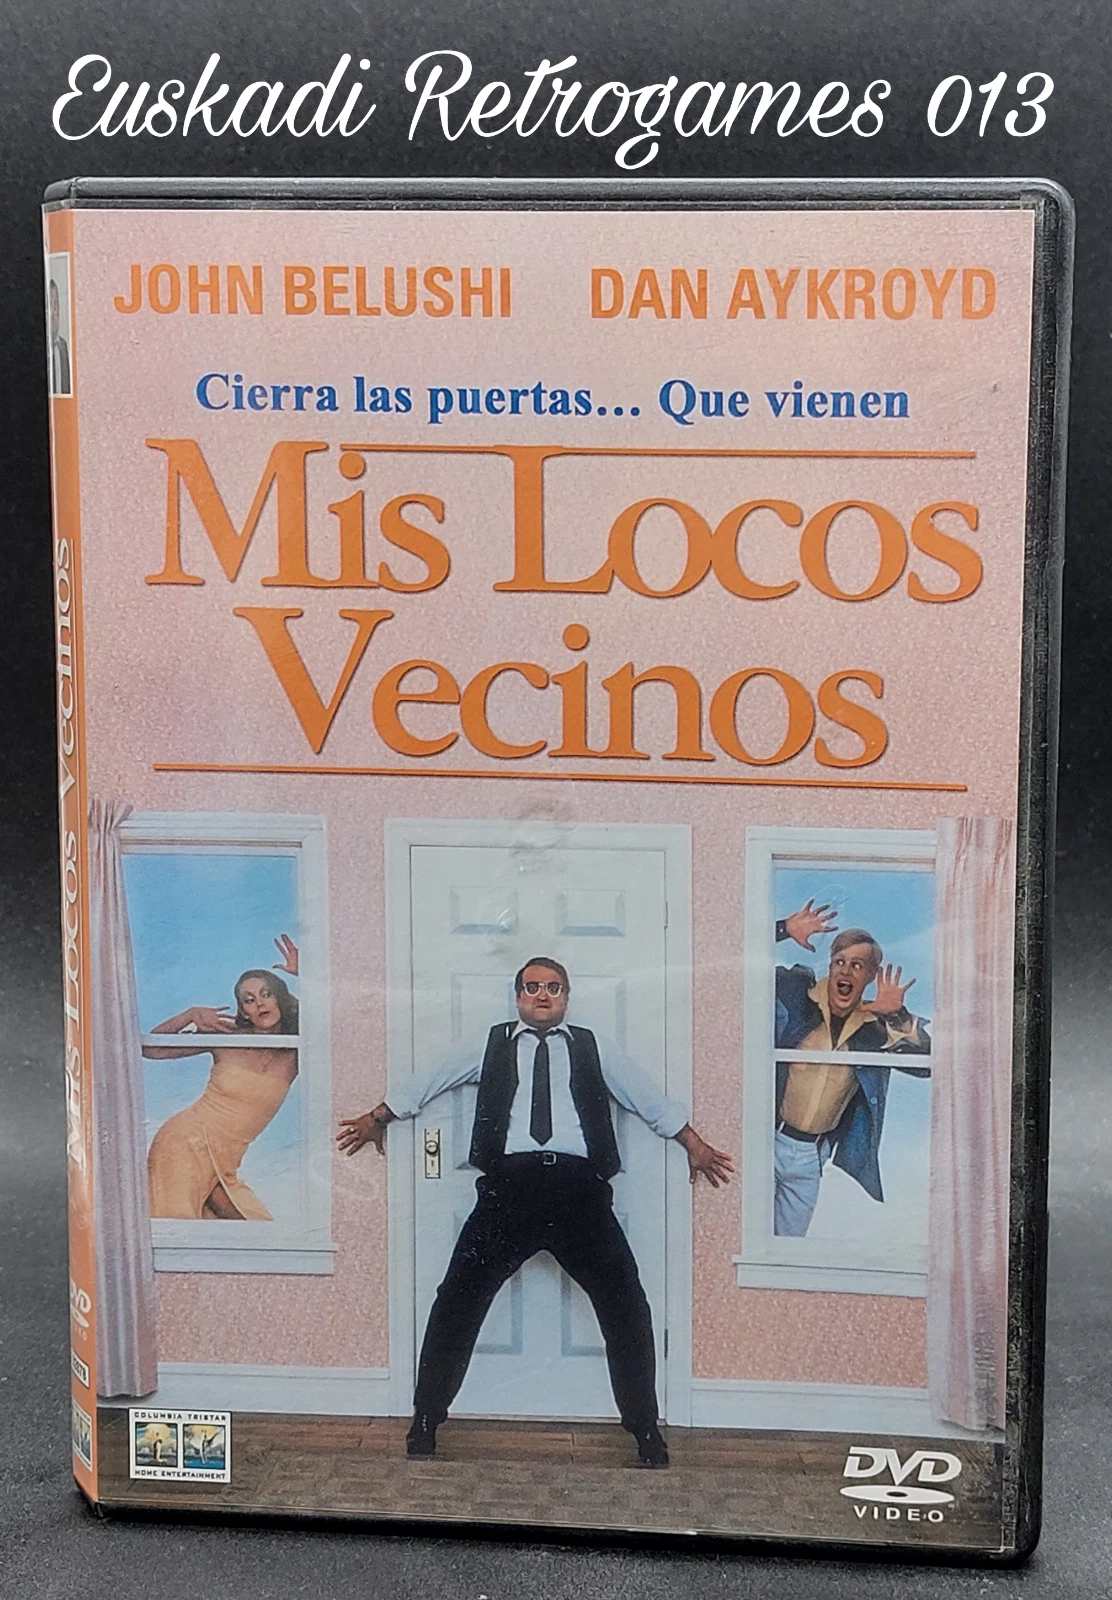 Euskadi Retrogames 013
JOHN BELUSHI DAN AYKROYD
Cierra las puertas... Que vienen
Mis Locos
Vecinos
Mis Locos Vecinos
COLUMBIA TRISTAR
HOME ENTERTAINMENT
DVD
VIDEO
DVD